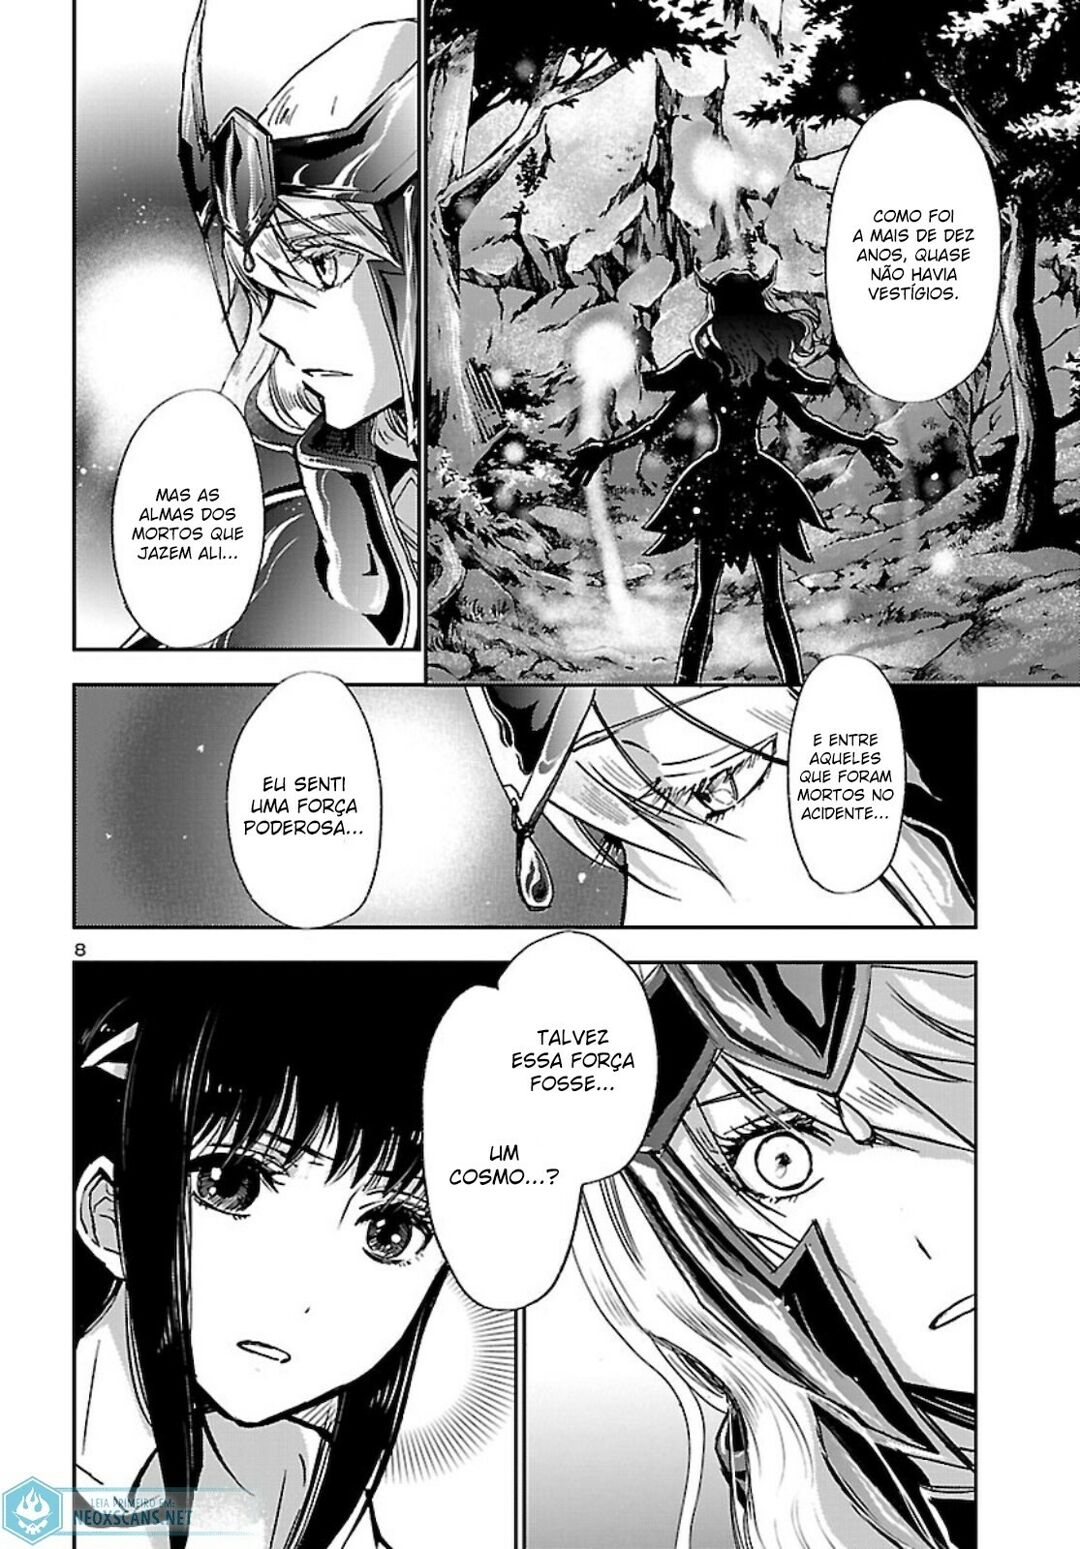 COMO FOI
A MAIS DE DEZ
ANOS, QUASE
NÃO HAVIA
VESTÍGIOS.
MAS AS
ALMAS DOS
MORTOS QUE
JAZEM ALI...
E ENTRE
AQUELES
QUE FORAM
MORTOS NO
ACIDENTE...
EU SENTI
UMA FORÇA
PODEROSA...
8
TALVEZ
ESSA FORÇA
FOSSE...
UM
COSMO...?
LEIA PRIMEIRO EM:
NEOXSCANS.NET